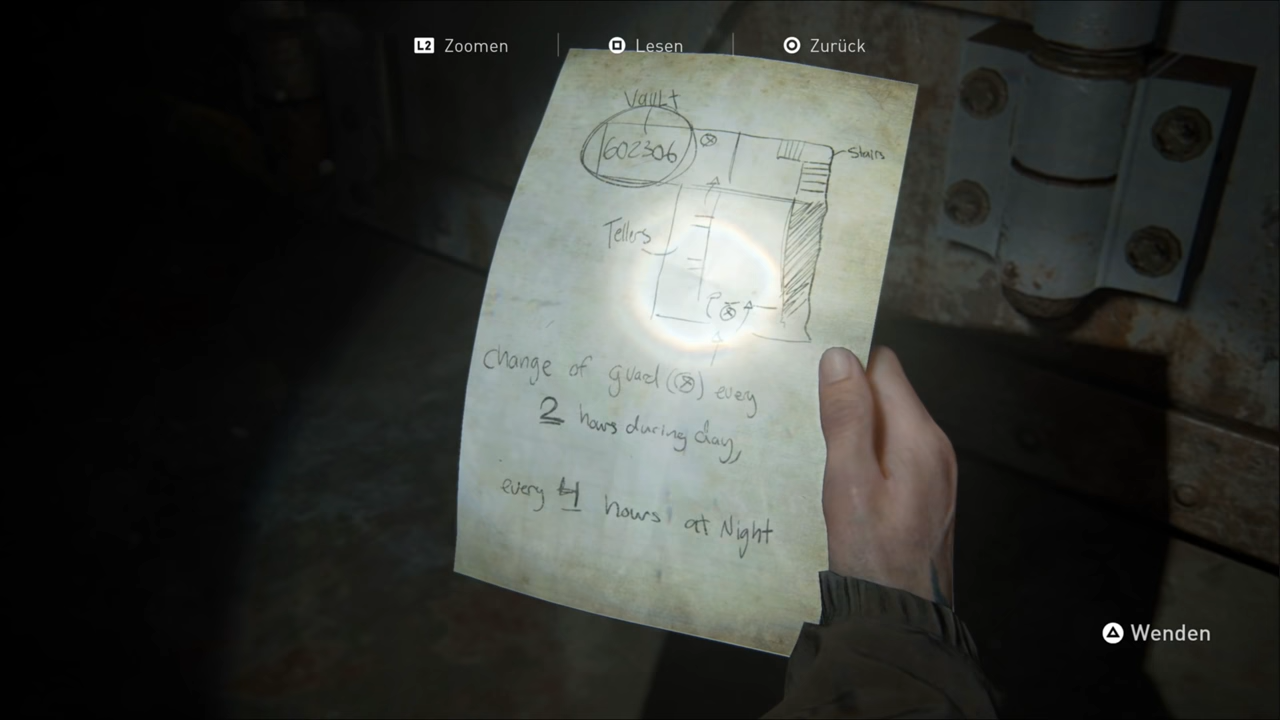 L2 Zoomen
Lesen
Zurück
Vault
602306
Stairs
Tellers
Change of guard (⊗) every
2 hours during day,
every 4 hours at Night
Wenden